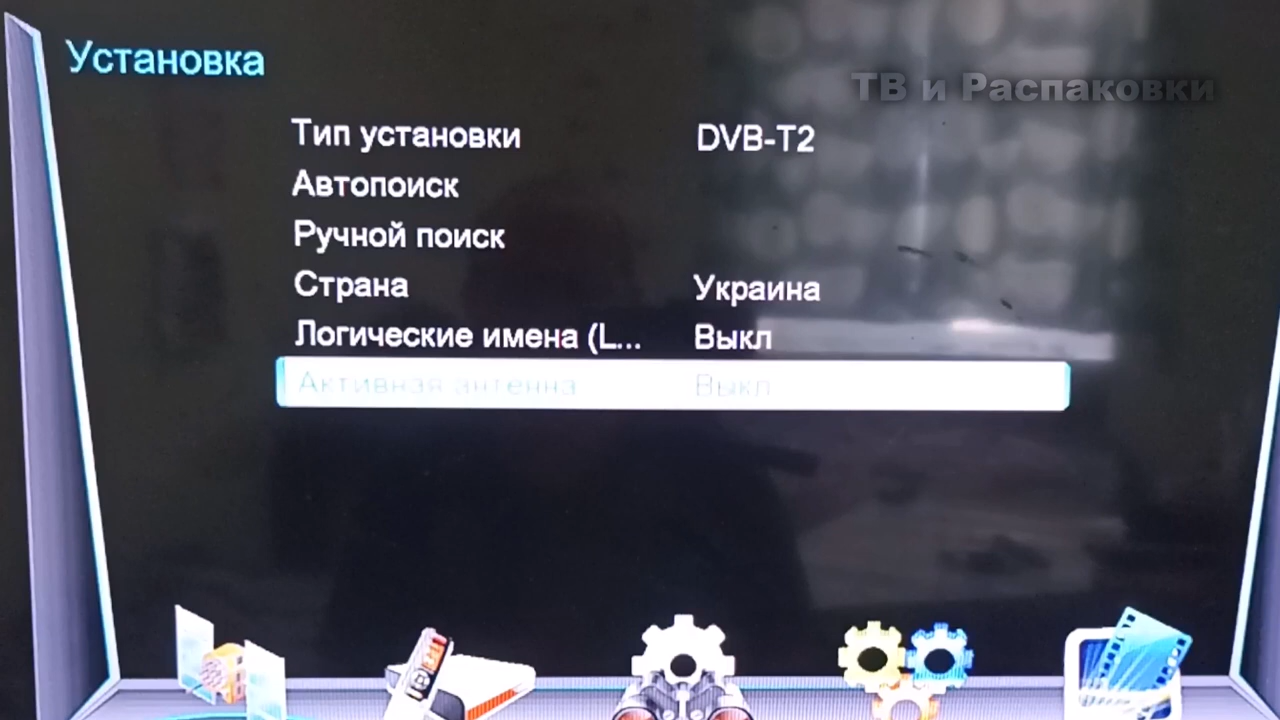 Установка
ТВ и Распаковки
Тип установки DVB-T2
Автопоиск
Ручной поиск
Страна Украина
Логические имена (L... Выкл
Активная антенна Выкл